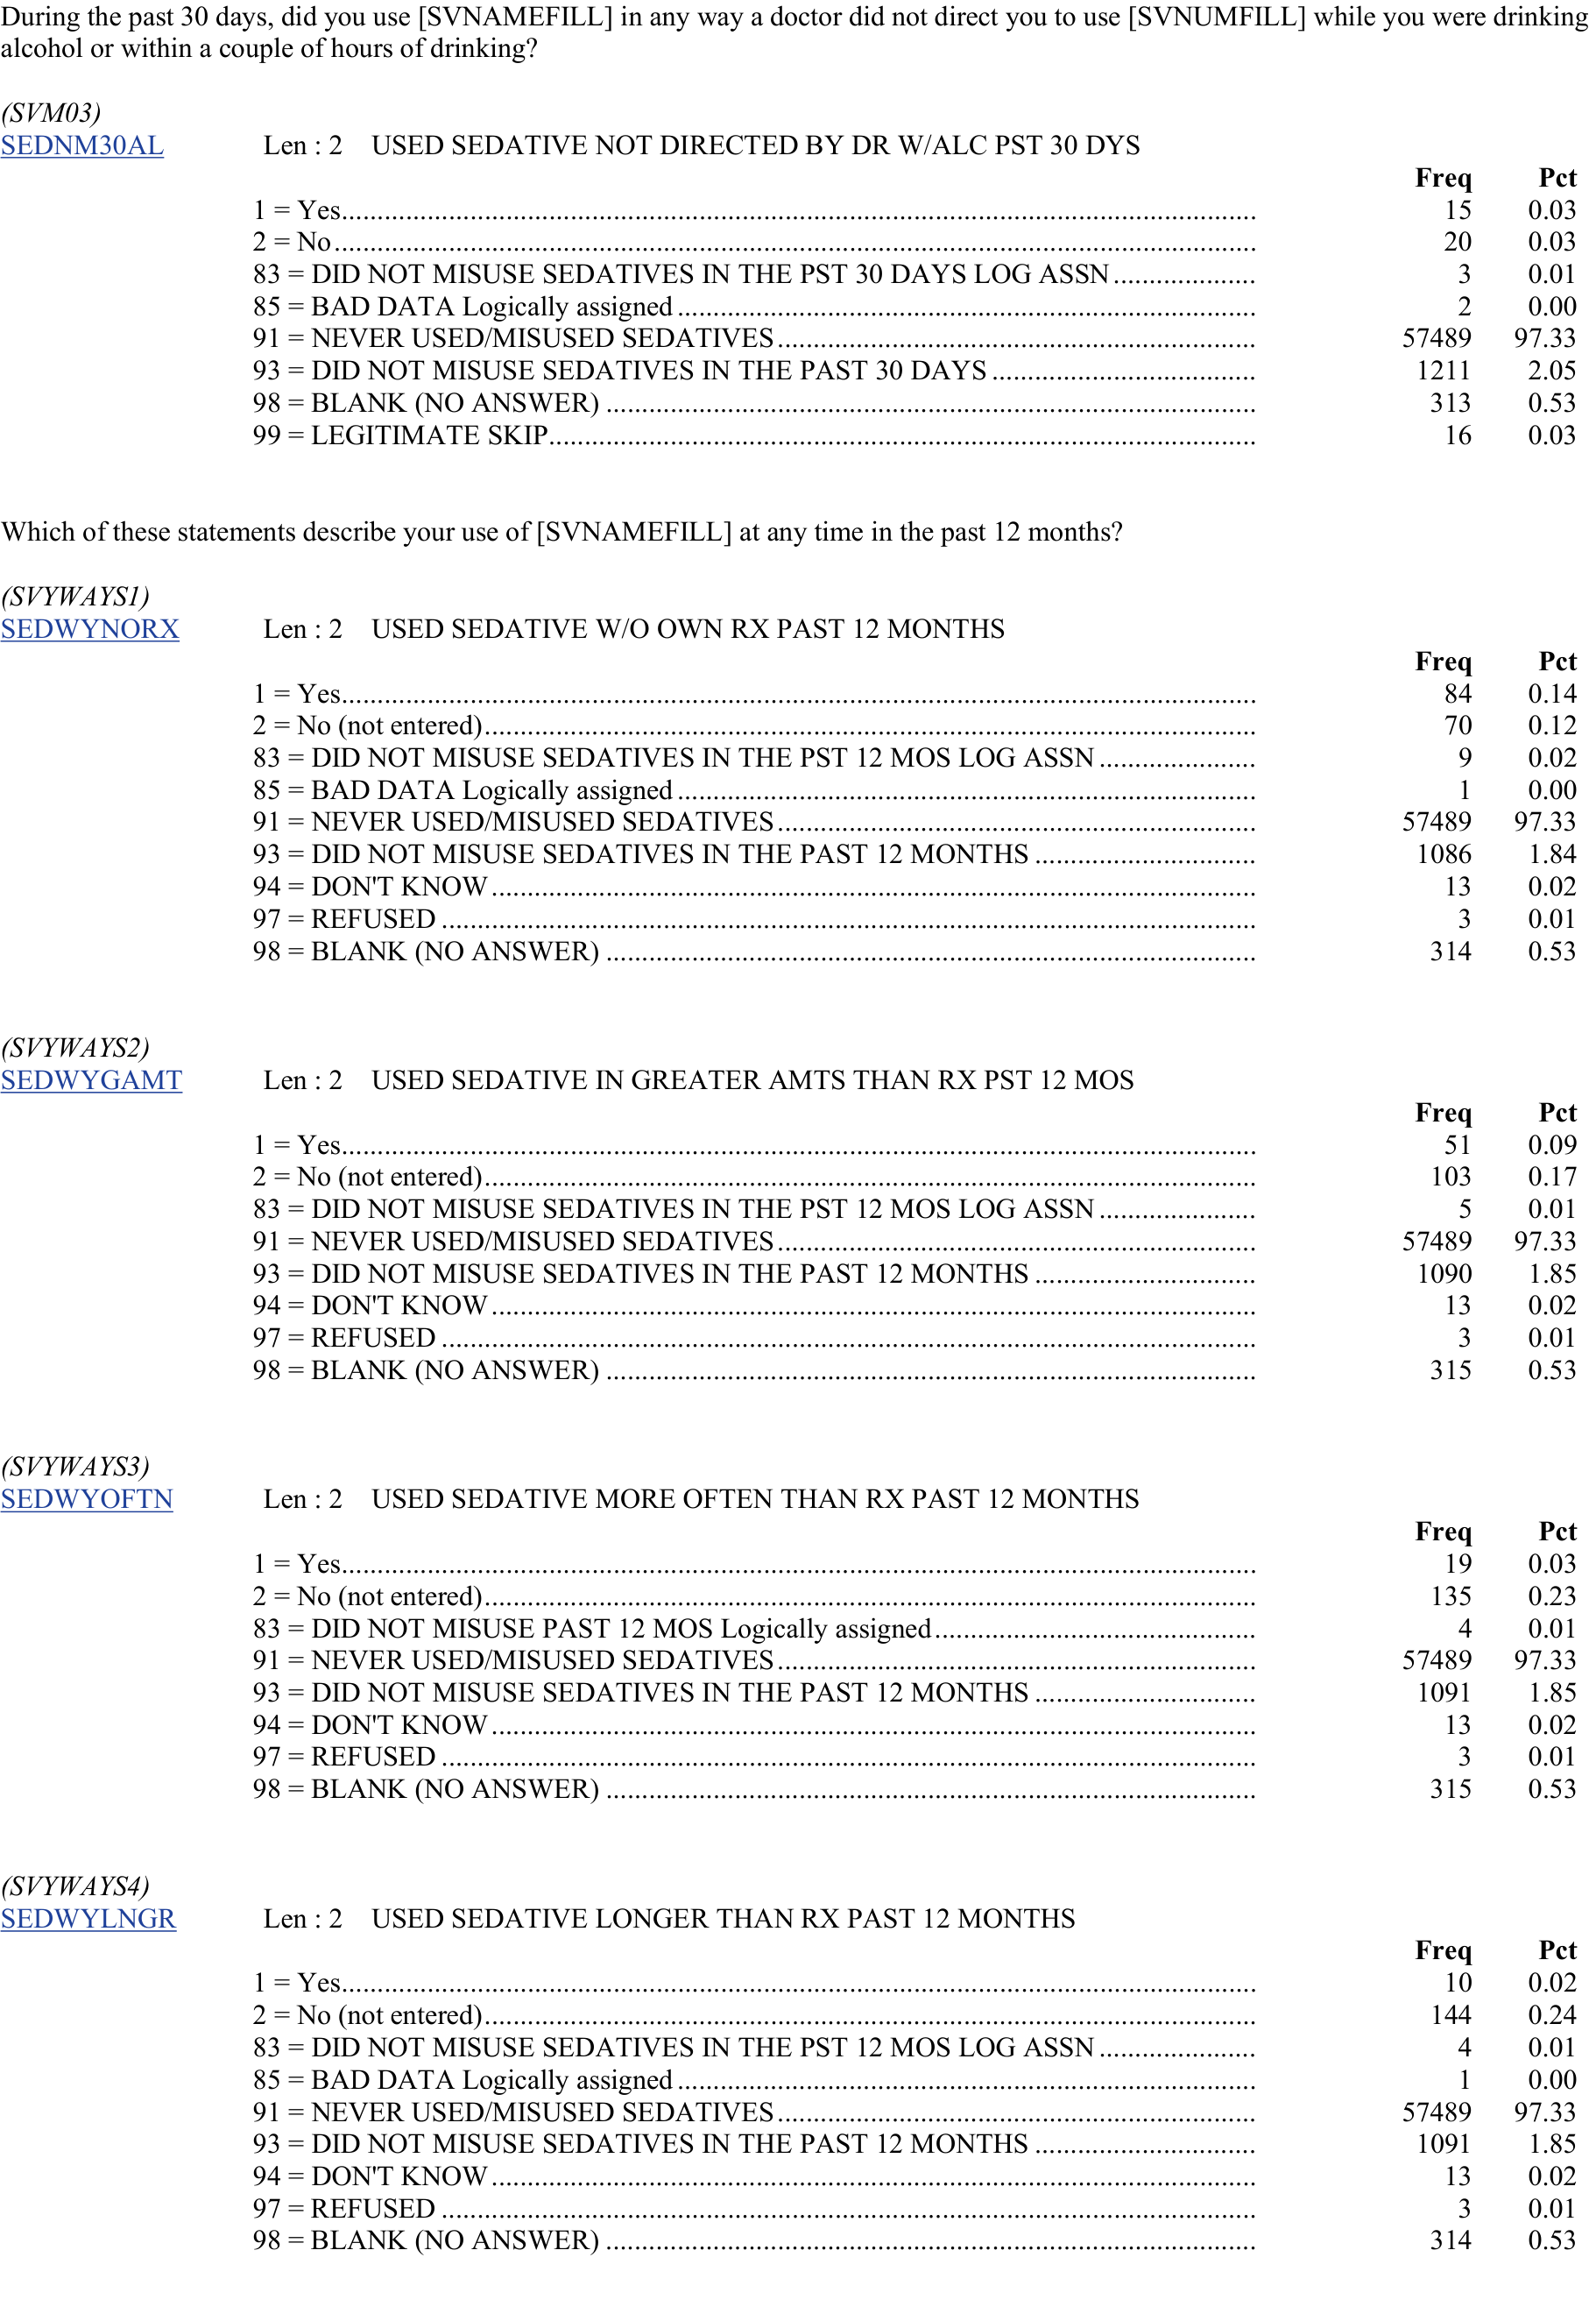 During the past 30 days, did you use [SVNAMEFILL] in any way a doctor did not direct you to use [SVNUMFILL] while you were drinking
alcohol or within a couple of hours of drinking?
(SVM03)
SEDNM30AL Len : 2 USED SEDATIVE NOT DIRECTED BY DR W/ALC PST 30 DYS
Freq Pct
1 = Yes 15 0.03
2 = No 20 0.03
83 = DID NOT MISUSE SEDATIVES IN THE PST 30 DAYS LOG ASSN 3 0.01
85 = BAD DATA Logically assigned 2 0.00
91 = NEVER USED/MISUSED SEDATIVES 57489 97.33
93 = DID NOT MISUSE SEDATIVES IN THE PAST 30 DAYS 1211 2.05
98 = BLANK (NO ANSWER) 313 0.53
99 = LEGITIMATE SKIP 16 0.03
Which of these statements describe your use of [SVNAMEFILL] at any time in the past 12 months?
(SVYWAYS1)
SEDWYNORX Len : 2 USED SEDATIVE W/O OWN RX PAST 12 MONTHS
Freq Pct
1 = Yes 84 0.14
2 = No (not entered) 70 0.12
83 = DID NOT MISUSE SEDATIVES IN THE PST 12 MOS LOG ASSN 9 0.02
85 = BAD DATA Logically assigned 1 0.00
91 = NEVER USED/MISUSED SEDATIVES 57489 97.33
93 = DID NOT MISUSE SEDATIVES IN THE PAST 12 MONTHS 1086 1.84
94 = DON'T KNOW 13 0.02
97 = REFUSED 3 0.01
98 = BLANK (NO ANSWER) 314 0.53
(SVYWAYS2)
SEDWYGAMT Len : 2 USED SEDATIVE IN GREATER AMTS THAN RX PST 12 MOS
Freq Pct
1 = Yes 51 0.09
2 = No (not entered) 103 0.17
83 = DID NOT MISUSE SEDATIVES IN THE PST 12 MOS LOG ASSN 5 0.01
91 = NEVER USED/MISUSED SEDATIVES 57489 97.33
93 = DID NOT MISUSE SEDATIVES IN THE PAST 12 MONTHS 1090 1.85
94 = DON'T KNOW 13 0.02
97 = REFUSED 3 0.01
98 = BLANK (NO ANSWER) 315 0.53
(SVYWAYS3)
SEDWYOFTN Len : 2 USED SEDATIVE MORE OFTEN THAN RX PAST 12 MONTHS
Freq Pct
1 = Yes 19 0.03
2 = No (not entered) 135 0.23
83 = DID NOT MISUSE PAST 12 MOS Logically assigned 4 0.01
91 = NEVER USED/MISUSED SEDATIVES 57489 97.33
93 = DID NOT MISUSE SEDATIVES IN THE PAST 12 MONTHS 1091 1.85
94 = DON'T KNOW 13 0.02
97 = REFUSED 3 0.01
98 = BLANK (NO ANSWER) 315 0.53
(SVYWAYS4)
SEDWYLNGR Len : 2 USED SEDATIVE LONGER THAN RX PAST 12 MONTHS
Freq Pct
1 = Yes 10 0.02
2 = No (not entered) 144 0.24
83 = DID NOT MISUSE SEDATIVES IN THE PST 12 MOS LOG ASSN 4 0.01
85 = BAD DATA Logically assigned 1 0.00
91 = NEVER USED/MISUSED SEDATIVES 57489 97.33
93 = DID NOT MISUSE SEDATIVES IN THE PAST 12 MONTHS 1091 1.85
94 = DON'T KNOW 13 0.02
97 = REFUSED 3 0.01
98 = BLANK (NO ANSWER) 314 0.53